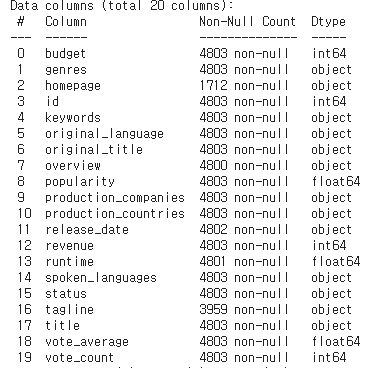 Data columns (total 20 columns):
 #   Column                Non-Null Count  Dtype
---  ------                --------------  -----
 0   budget                4803 non-null   int64
 1   genres                4803 non-null   object
 2   homepage              1712 non-null   object
 3   id                    4803 non-null   int64
 4   keywords              4803 non-null   object
 5   original_language     4803 non-null   object
 6   original_title        4803 non-null   object
 7   overview              4800 non-null   object
 8   popularity            4803 non-null   float64
 9   production_companies  4803 non-null   object
 10  production_countries  4803 non-null   object
 11  release_date          4802 non-null   object
 12  revenue               4803 non-null   int64
 13  runtime               4801 non-null   float64
 14  spoken_languages      4803 non-null   object
 15  status                4803 non-null   object
 16  tagline               3959 non-null   object
 17  title                 4803 non-null   object
 18  vote_average          4803 non-null   float64
 19  vote_count            4803 non-null   int64